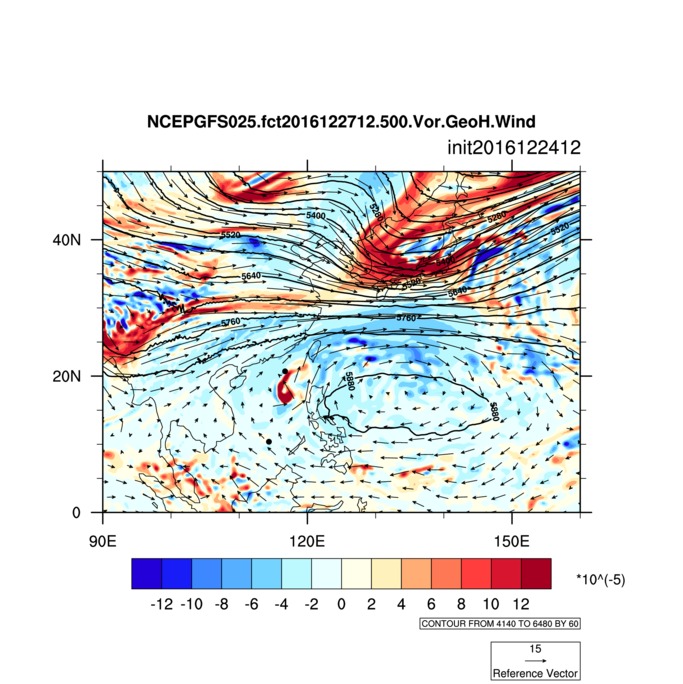 NCEPGFS025.fct2016122712.500.Vor.GeoH.Wind
init2016122412
5280
5400
5280
5520
5520
5640
5640
5760
5760
5880
5880
40N
20N
0
90E 120E 150E
-12 -10 -8 -6 -4 -2 0 2 4 6 8 10 12
*10^(-5)
CONTOUR FROM 4140 TO 6480 BY 60
15
Reference Vector